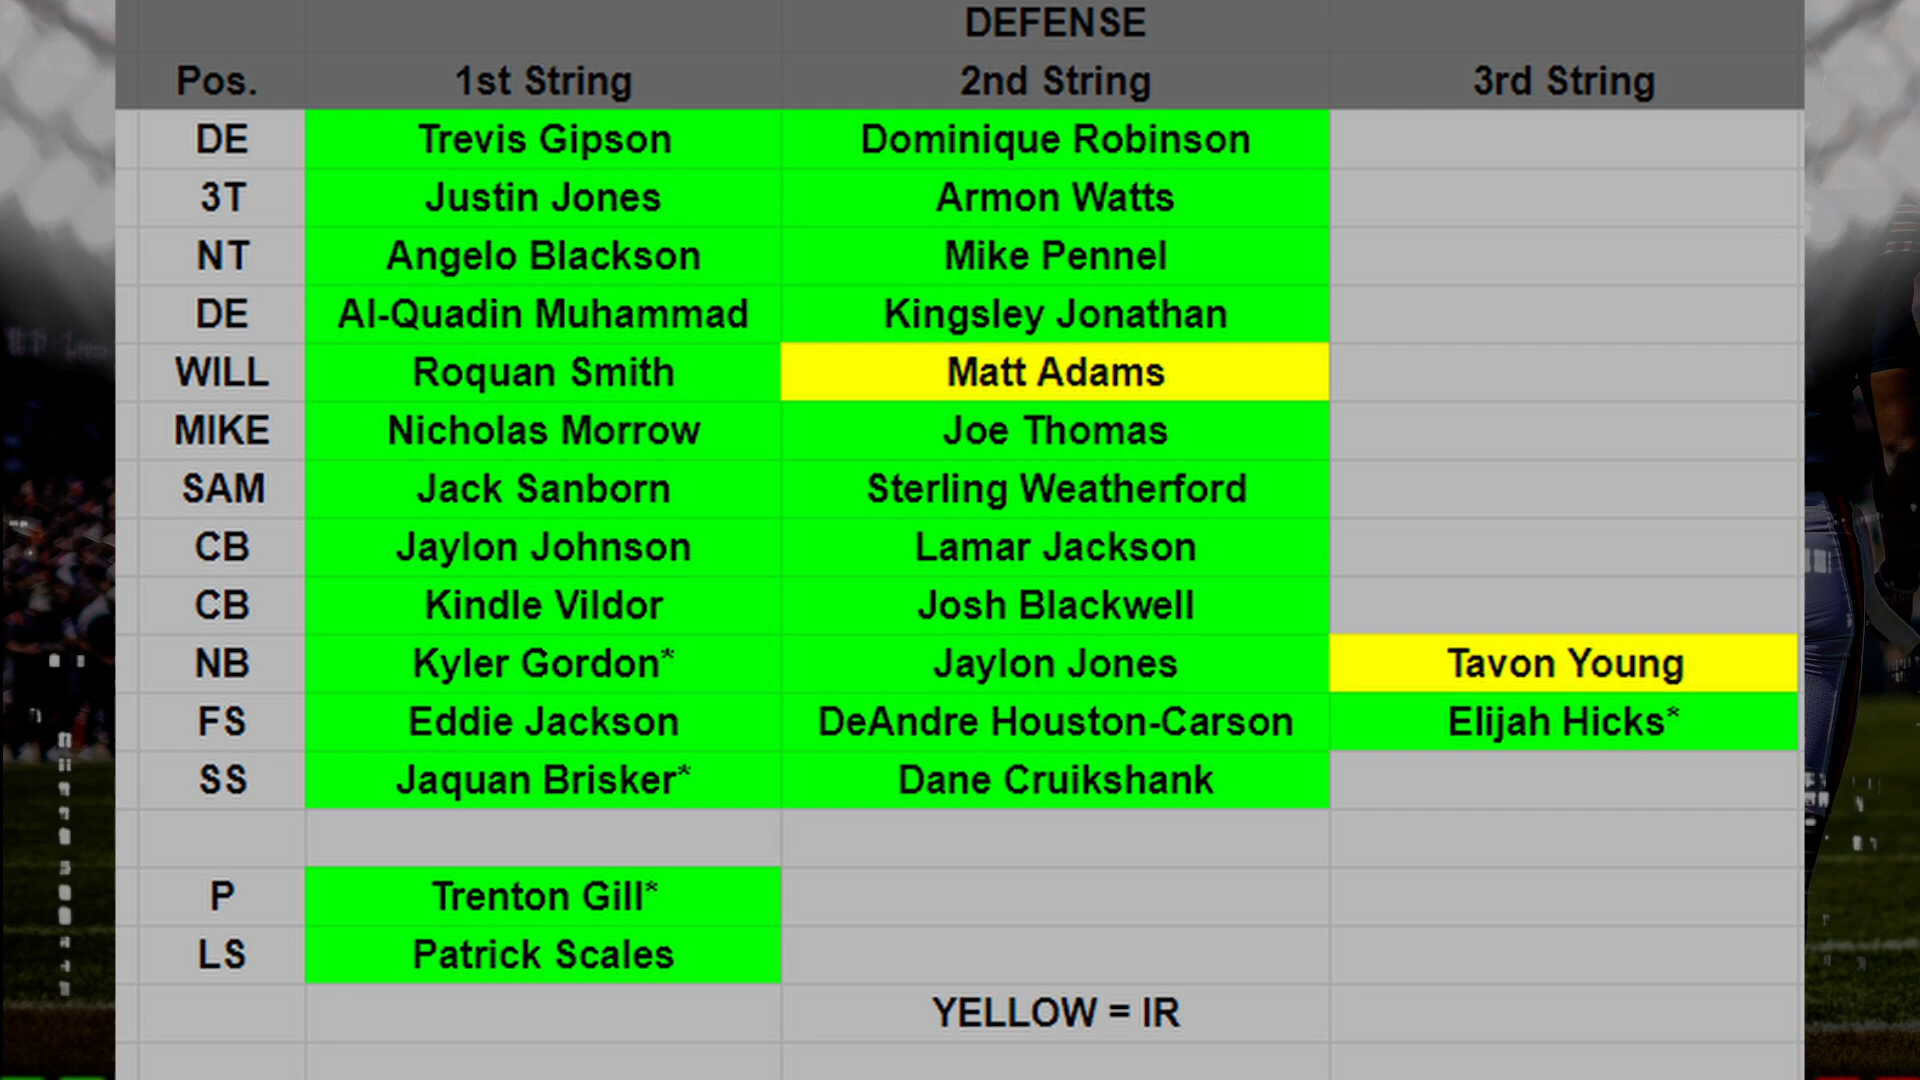 DEFENSE
Pos. 1st String 2nd String 3rd String
DE Trevis Gipson Dominique Robinson
3T Justin Jones Armon Watts
NT Angelo Blackson Mike Pennel
DE Al-Quadin Muhammad Kingsley Jonathan
WILL Roquan Smith Matt Adams
MIKE Nicholas Morrow Joe Thomas
SAM Jack Sanborn Sterling Weatherford
CB Jaylon Johnson Lamar Jackson
CB Kindle Vildor Josh Blackwell
NB Kyler Gordon* Jaylon Jones Tavon Young
FS Eddie Jackson DeAndre Houston-Carson Elijah Hicks*
SS Jaquan Brisker* Dane Cruikshank
P Trenton Gill*
LS Patrick Scales
YELLOW = IR